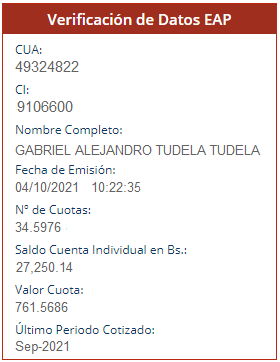 Verificación de Datos EAP
CUA:
49324822
CI:
9106600
Nombre Completo:
GABRIEL ALEJANDRO TUDELA TUDELA
Fecha de Emisión:
04/10/2021 10:22:35
Nº de Cuotas:
34.5976
Saldo Cuenta Individual en Bs.:
27,250.14
Valor Cuota:
761.5686
Último Periodo Cotizado:
Sep-2021